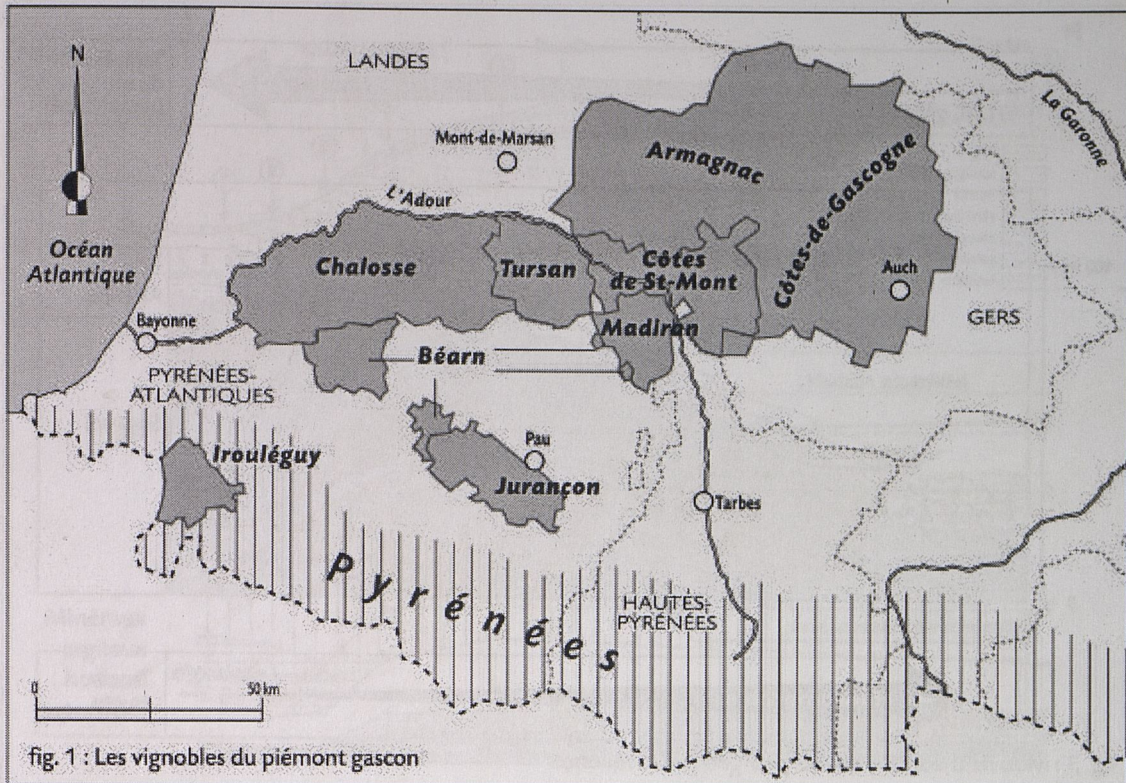 N
LANDES
La Garonne
Mont-de-Marsan
Armagnac
L'Adour
Côtes-de-Gascogne
Océan
Atlantique
Chalosse
Tursan
Côtes
de St-Mont
Auch
Bayonne
Madiran
GERS
Béarn
PYRÉNÉES-
ATLANTIQUES
Irouléguy
Pau
Jurançon
Tarbes
Pyrénées
HAUTES-
PYRÉNÉES
0 50 km
fig. 1 : Les vignobles du piémont gascon